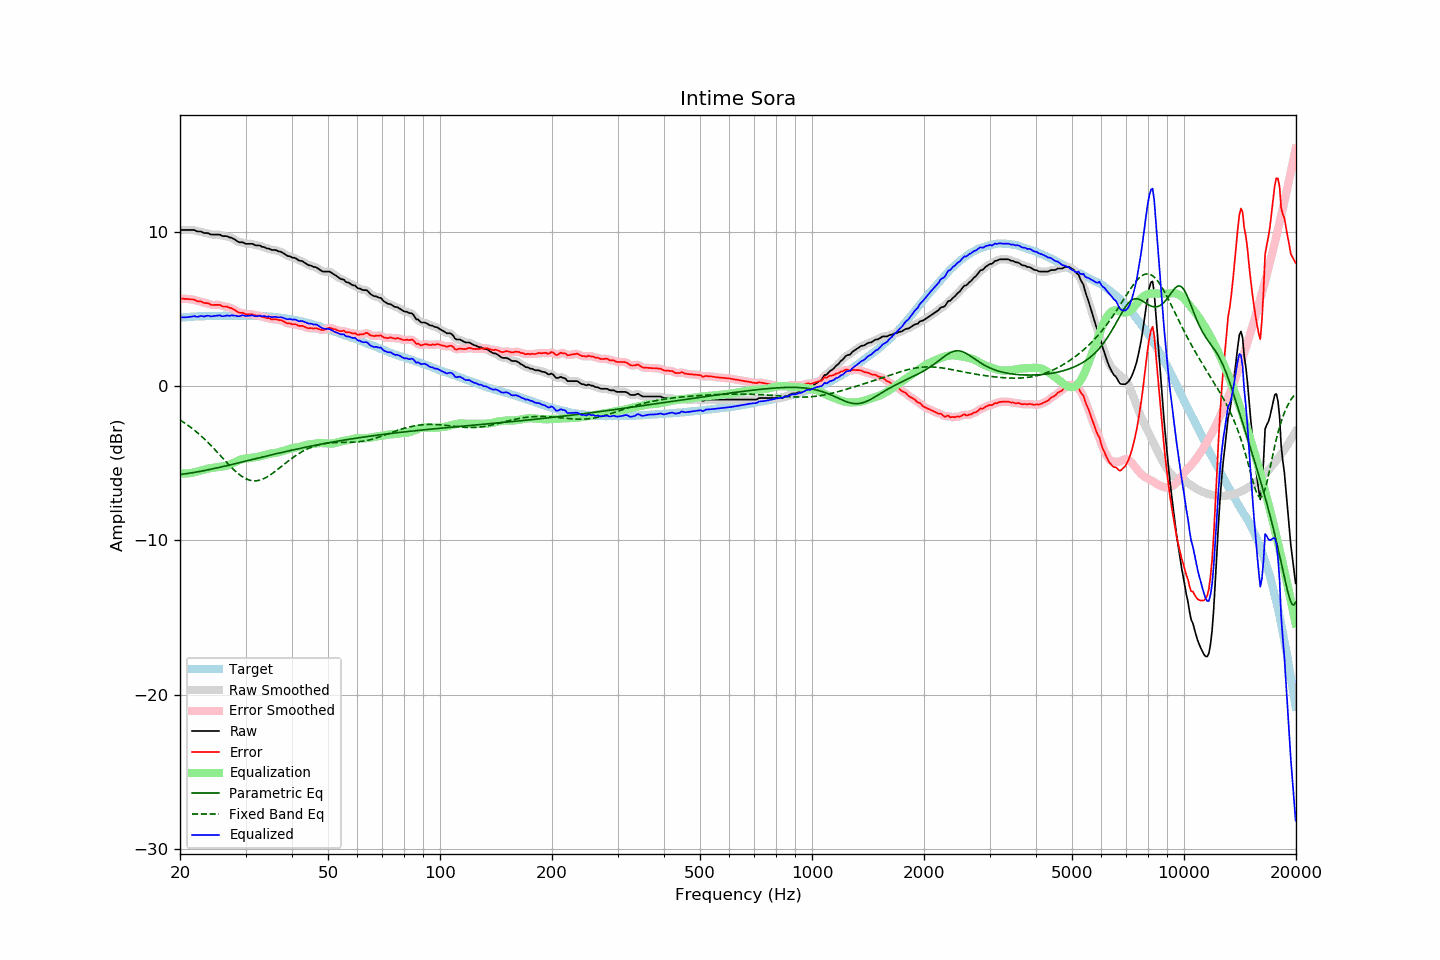 Intime Sora
Amplitude (dBr)
10
0
−10
−20
−30
Target
Raw Smoothed
Error Smoothed
Raw
Error
Equalization
Parametric Eq
Fixed Band Eq
Equalized
20 50 100 200 500 1000 2000 5000 10000 20000
Frequency (Hz)